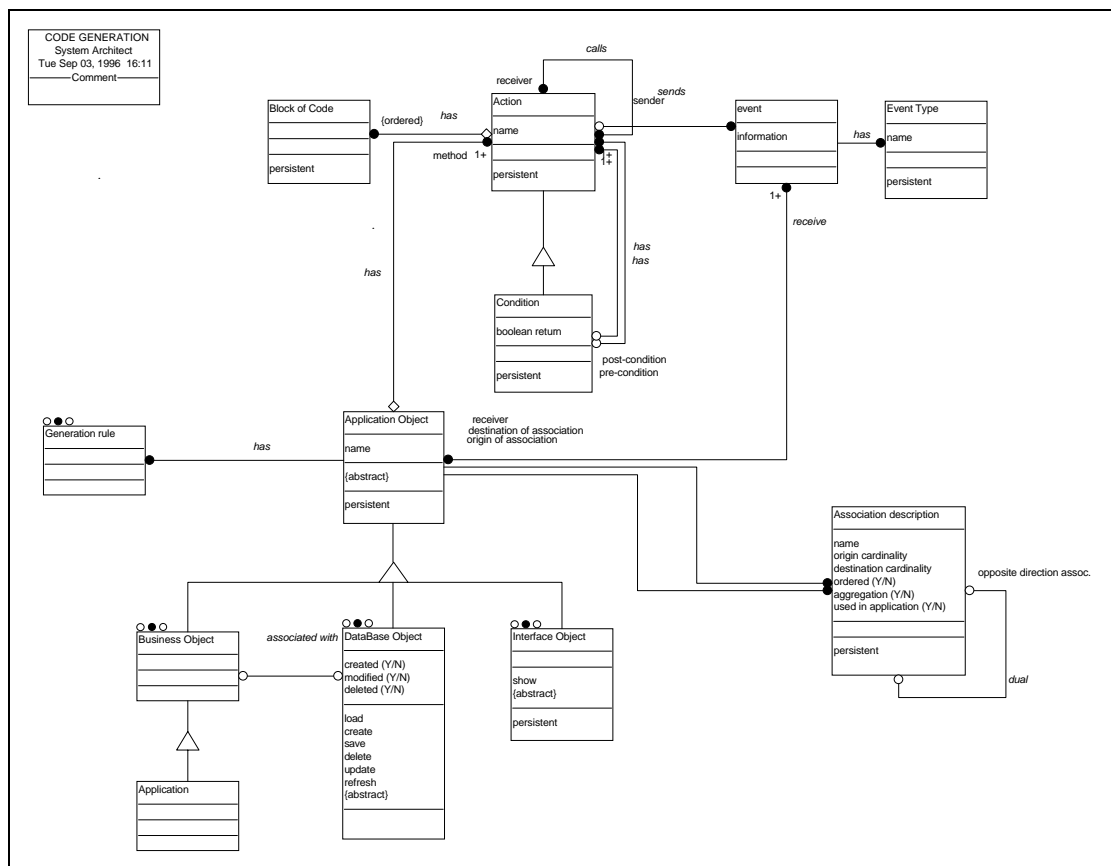 CODE GENERATION
System Architect
Tue Sep 03, 1996 16:11
Comment
calls
receiver
sender
sends
Block of Code
persistent
{ordered}
has
Action
name
persistent
method
1+
1+
1+
event
information
1+
has
Event Type
name
persistent
receive
has
has
has
Condition
boolean return
persistent
post-condition
pre-condition
Generation rule
has
Application Object
name
{abstract}
persistent
receiver
destination of association
origin of association
Association description
name
origin cardinality
destination cardinality
ordered (Y/N)
aggregation (Y/N)
used in application (Y/N)
persistent
opposite direction assoc.
dual
Business Object
associated with
DataBase Object
created (Y/N)
modified (Y/N)
deleted (Y/N)
load
create
save
delete
update
refresh
{abstract}
Interface Object
show
{abstract}
persistent
Application